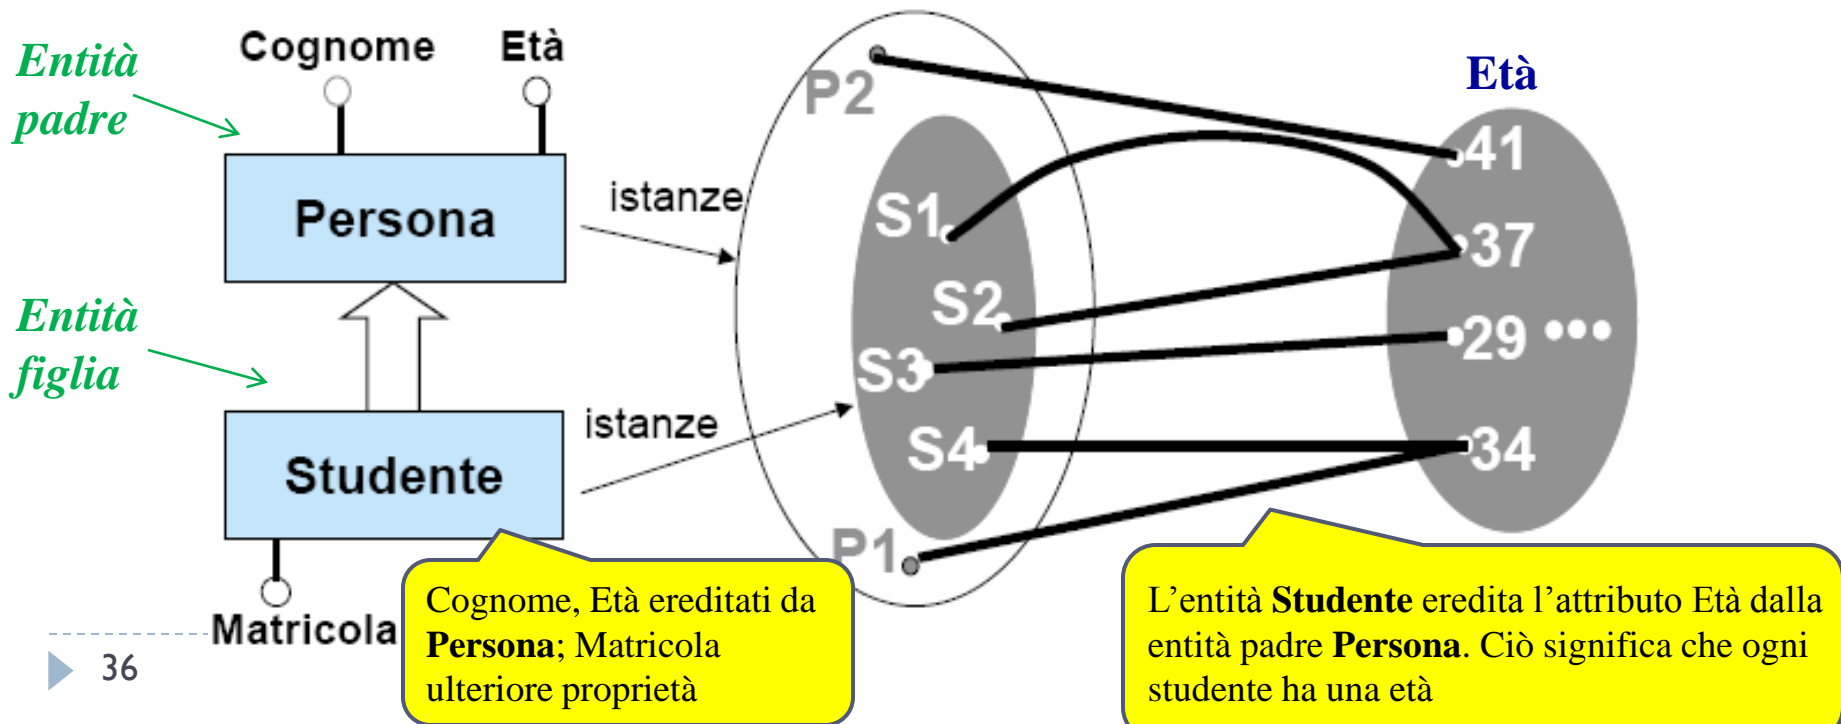 Entità
padre
Cognome
Età
Persona
istanze
Entità
figlia
Studente
istanze
Matricola
P2
S1
S2
S3
S4
P1
Età
41
37
29 •••
34
Cognome, Età ereditati da
Persona; Matricola
ulteriore proprietà
L’entità Studente eredita l’attributo Età dalla
entità padre Persona. Ciò significa che ogni
studente ha una età
36